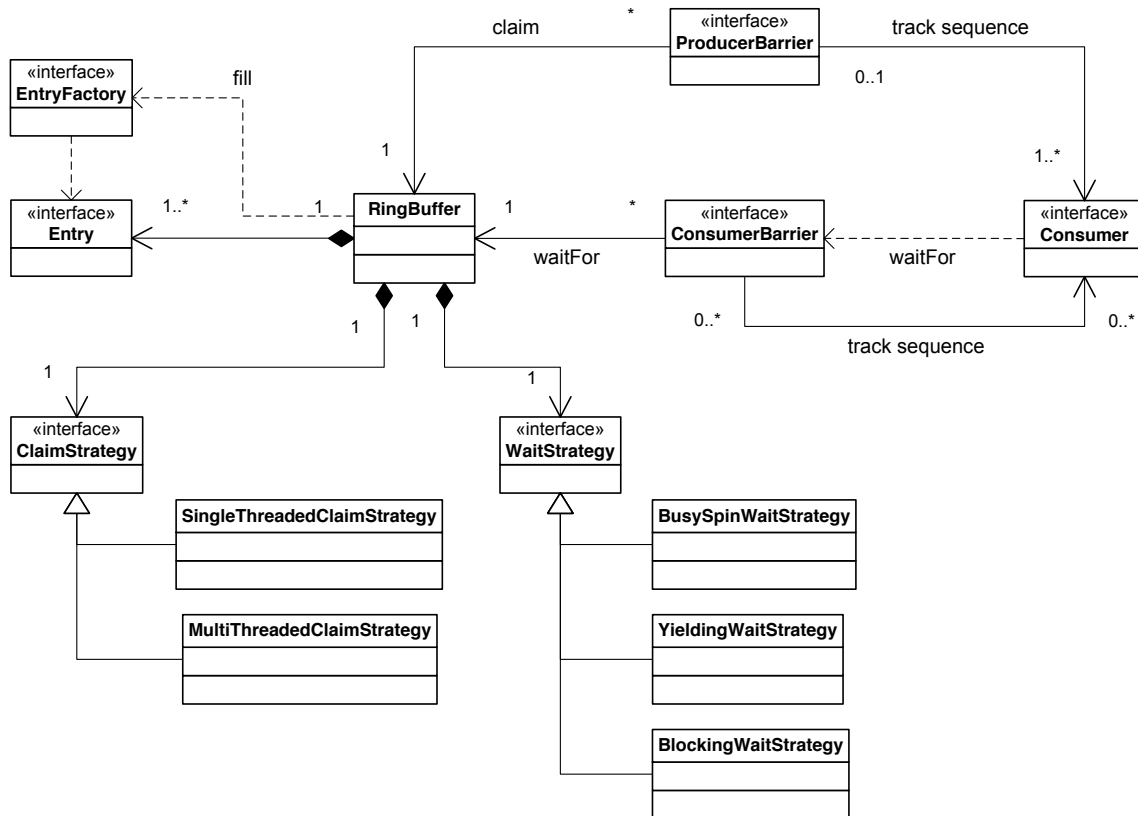 «interface»
ProducerBarrier
claim
*
track sequence
0..1
«interface»
EntryFactory
fill
1
1..*
«interface»
Entry
1..*
1
RingBuffer
1
*
«interface»
ConsumerBarrier
«interface»
Consumer
waitFor
waitFor
0..*
0..*
track sequence
1
1
1
1
«interface»
ClaimStrategy
«interface»
WaitStrategy
SingleThreadedClaimStrategy
BusySpinWaitStrategy
MultiThreadedClaimStrategy
YieldingWaitStrategy
BlockingWaitStrategy